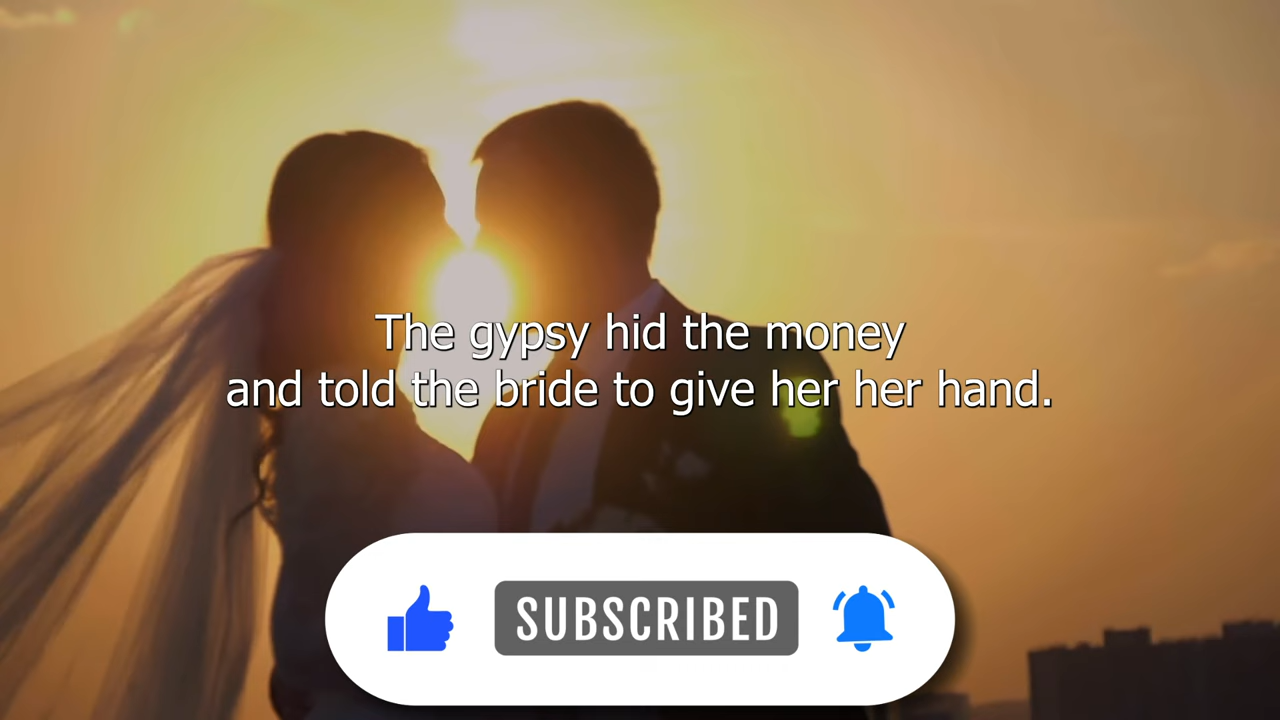 The gypsy hid the money
and told the bride to give her her hand.
SUBSCRIBED